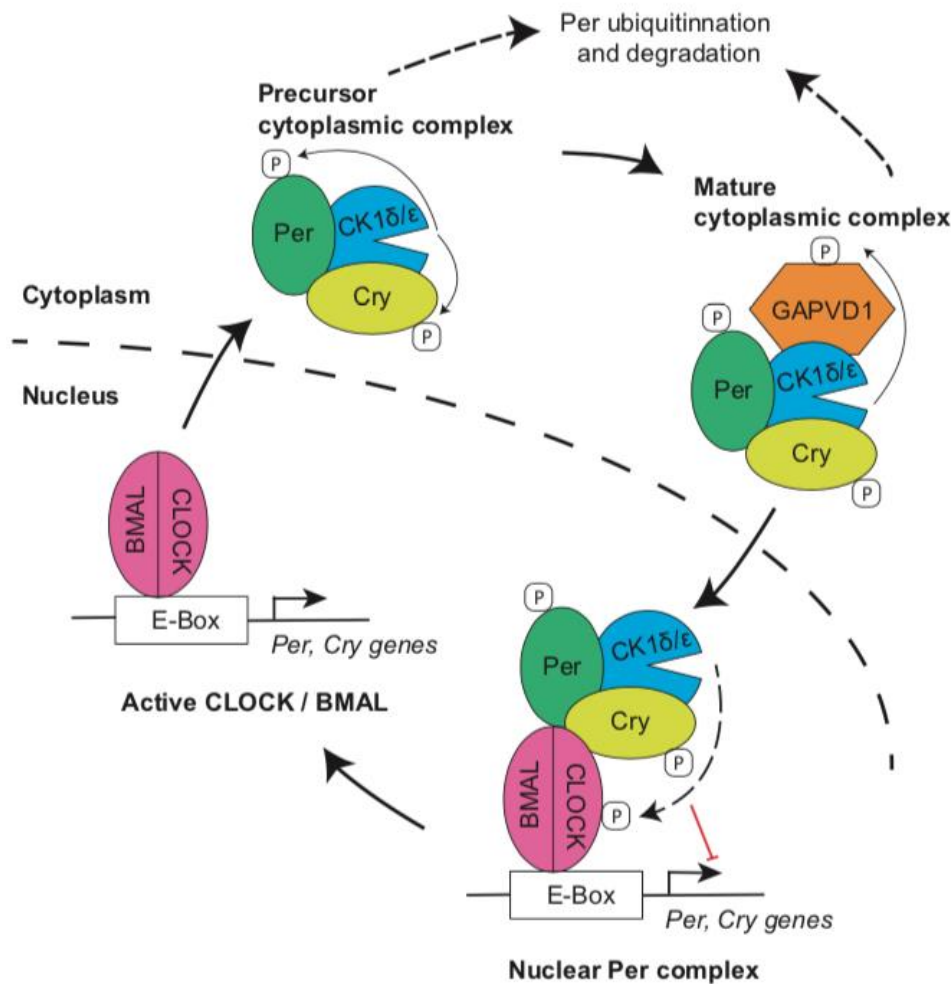 Per ubiquitinnation
and degradation
Precursor
cytoplasmic complex
P
Per
CK1δ/ε
Cry
P
Mature
cytoplasmic complex
P
GAPVD1
P
Per
CK1δ/ε
Cry
P
Cytoplasm
Nucleus
BMAL
CLOCK
E-Box
Per, Cry genes
Active CLOCK / BMAL
P
Per
CK1δ/ε
Cry
P
BMAL
CLOCK
P
E-Box
Per, Cry genes
Nuclear Per complex